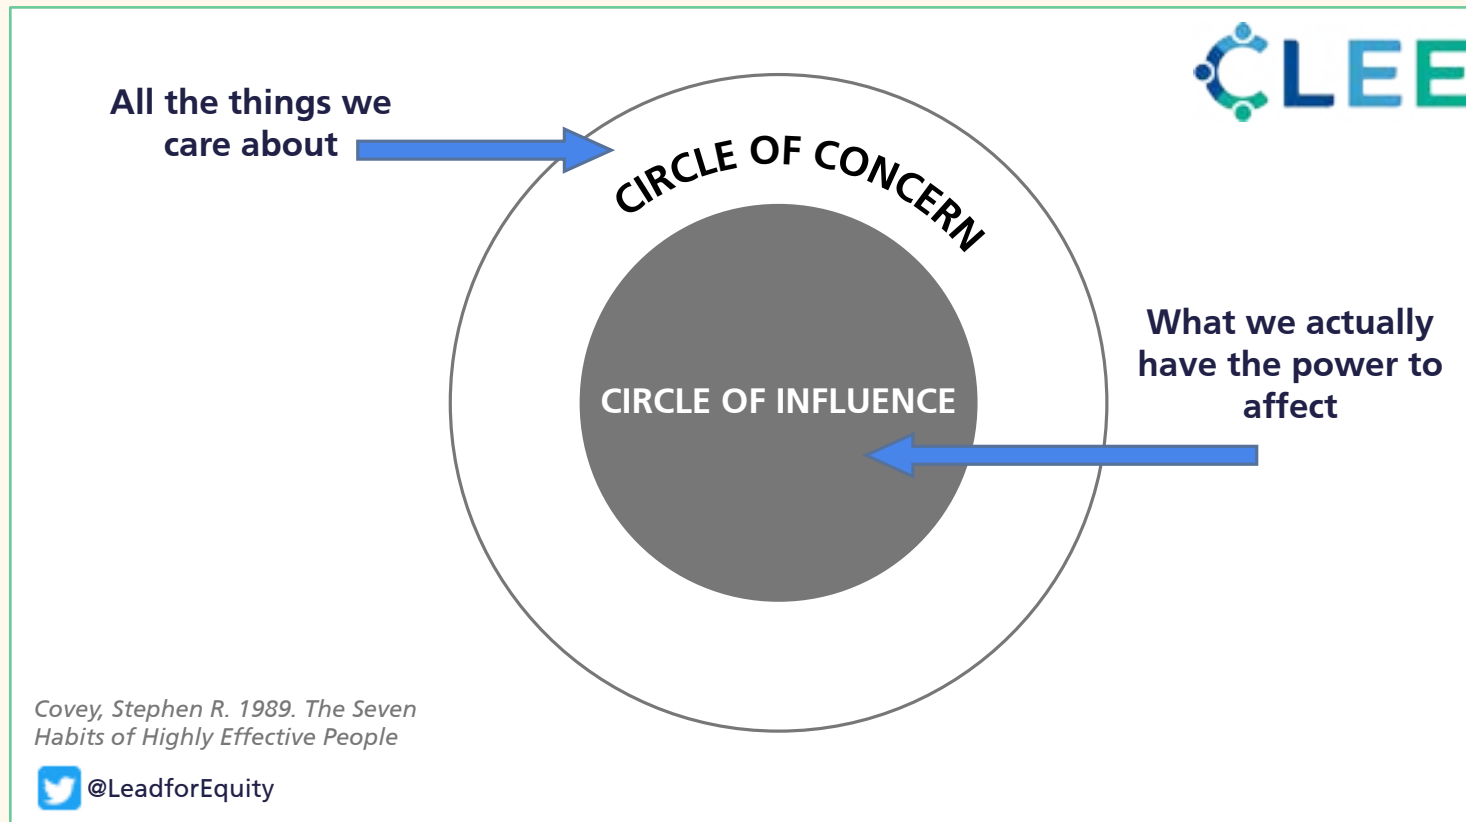 CLEE
All the things we
care about
CIRCLE OF CONCERN
What we actually
have the power to
affect
CIRCLE OF INFLUENCE
Covey, Stephen R. 1989. The Seven
Habits of Highly Effective People
@LeadforEquity